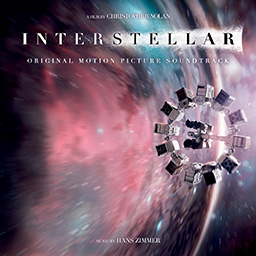 A FILM BY CHRISTOPHER NOLAN
INTERSTELLAR
ORIGINAL MOTION PICTURE SOUNDTRACK
MUSIC BY HANS ZIMMER